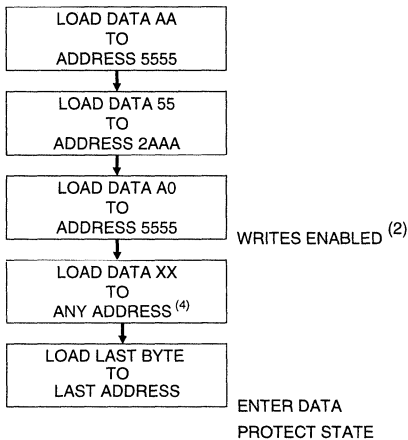 LOAD DATA AA
TO
ADDRESS 5555
LOAD DATA 55
TO
ADDRESS 2AAA
LOAD DATA A0
TO
ADDRESS 5555
WRITES ENABLED (2)
LOAD DATA XX
TO
ANY ADDRESS (4)
LOAD LAST BYTE
TO
LAST ADDRESS
ENTER DATA
PROTECT STATE